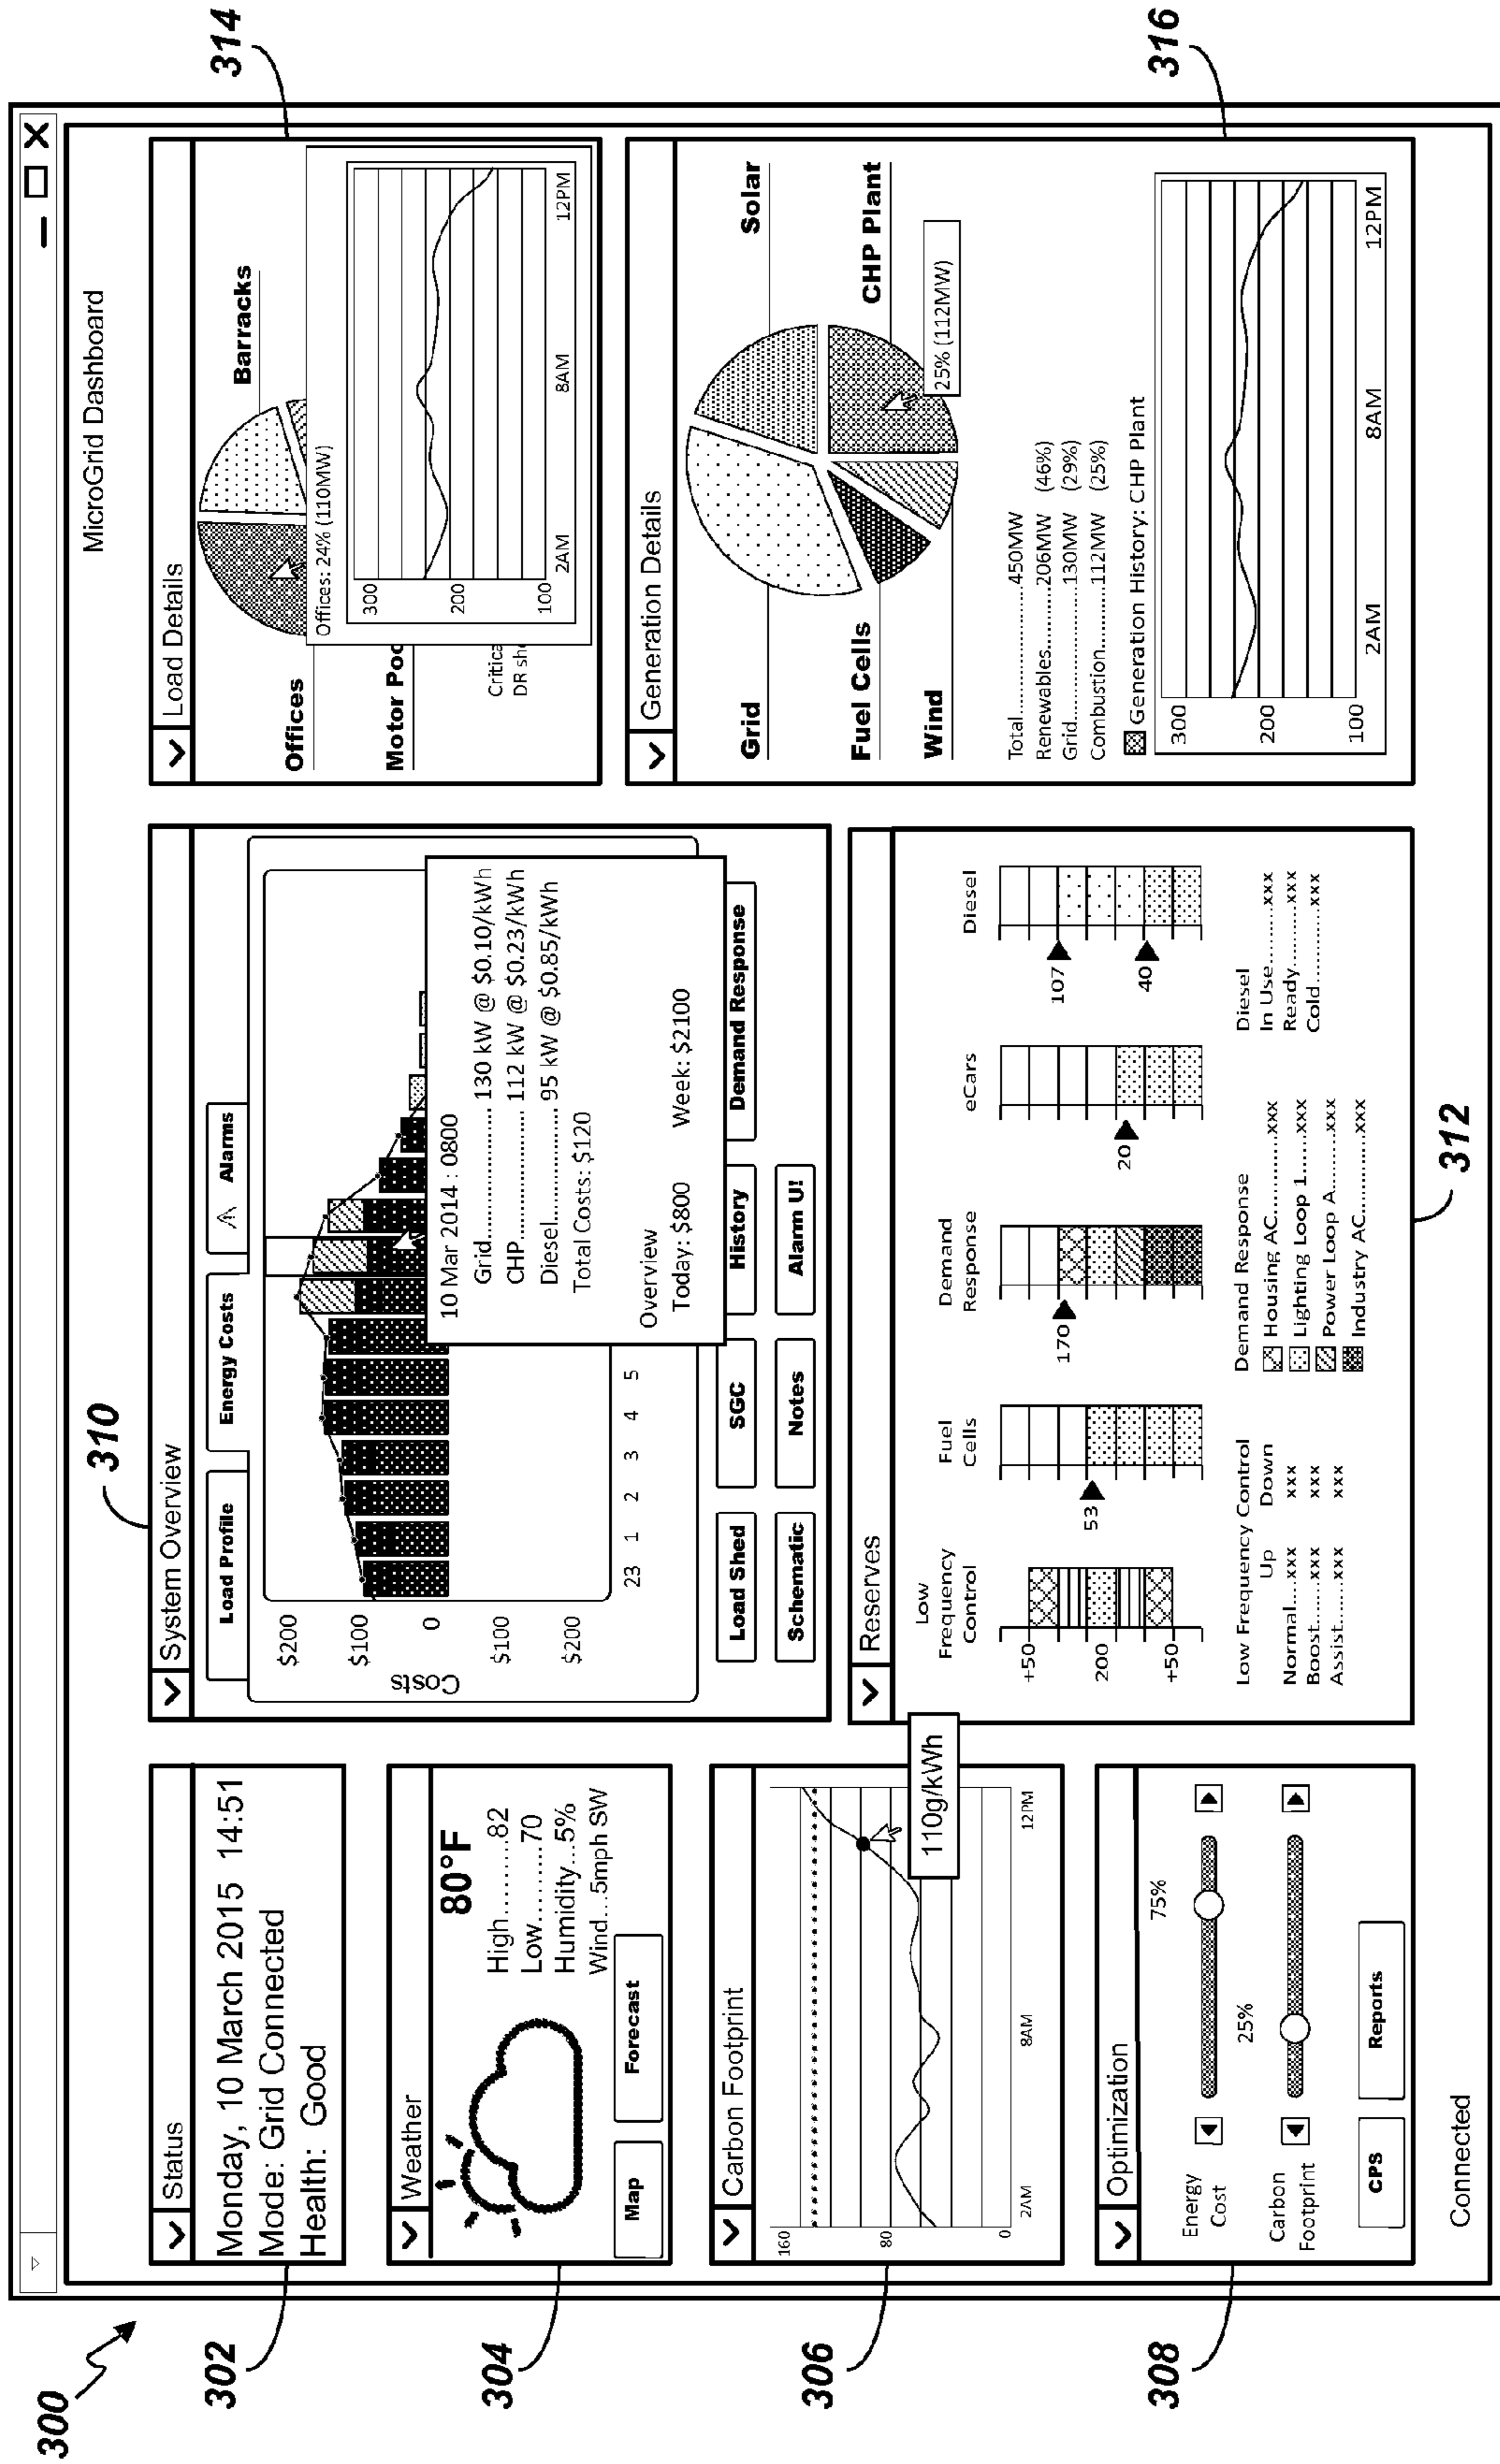 300
MicroGrid Dashboard
302
Status
Monday, 10 March 2015 14:51
Mode: Grid Connected
Health: Good
304
Weather
80°F
High.........82
Low..........70
Humidity...5%
Wind...5mph SW
Map
Forecast
306
Carbon Footprint
160
80
0
2AM
8AM
12PM
110g/kWh
308
Optimization
75%
Energy
Cost
25%
Carbon
Footprint
CPS
Reports
Connected
310
System Overview
Load Profile
Energy Costs
Alarms
$200
$100
0
$100
$200
Costs
23 1 2 3 4 5
10 Mar 2014 : 0800
Grid.................... 130 kW @ $0.10/kWh
CHP.................... 112 kW @ $0.23/kWh
Diesel.................. 95 kW @ $0.85/kWh
Total Costs: $120
Overview
Today: $800 Week: $2100
Load Shed
SGC
History
Demand Response
Schematic
Notes
Alarm U!
312
Reserves
Low
Frequency
Control
Fuel
Cells
Demand
Response
eCars
Diesel
+50
200
+50
53
170
20
107
40
Low Frequency Control
Up Down
Normal....xxx xxx
Boost......xxx xxx
Assist......xxx xxx
Demand Response
Housing AC...........xxx
Lighting Loop 1......xxx
Power Loop A.........xxx
Industry AC...........xxx
Diesel
In Use.........xxx
Ready.........xxx
Cold...........xxx
314
Load Details
Offices
Barracks
Motor Poo
Critica
DR sh
Offices: 24% (110MW)
300
200
100
2AM
8AM
12PM
316
Generation Details
Grid
Solar
Fuel Cells
CHP Plant
Wind
25% (112MW)
Total......................450MW
Renewables...........206MW (46%)
Grid.......................130MW (29%)
Combustion...........112MW (25%)
Generation History: CHP Plant
300
200
100
2AM
8AM
12PM